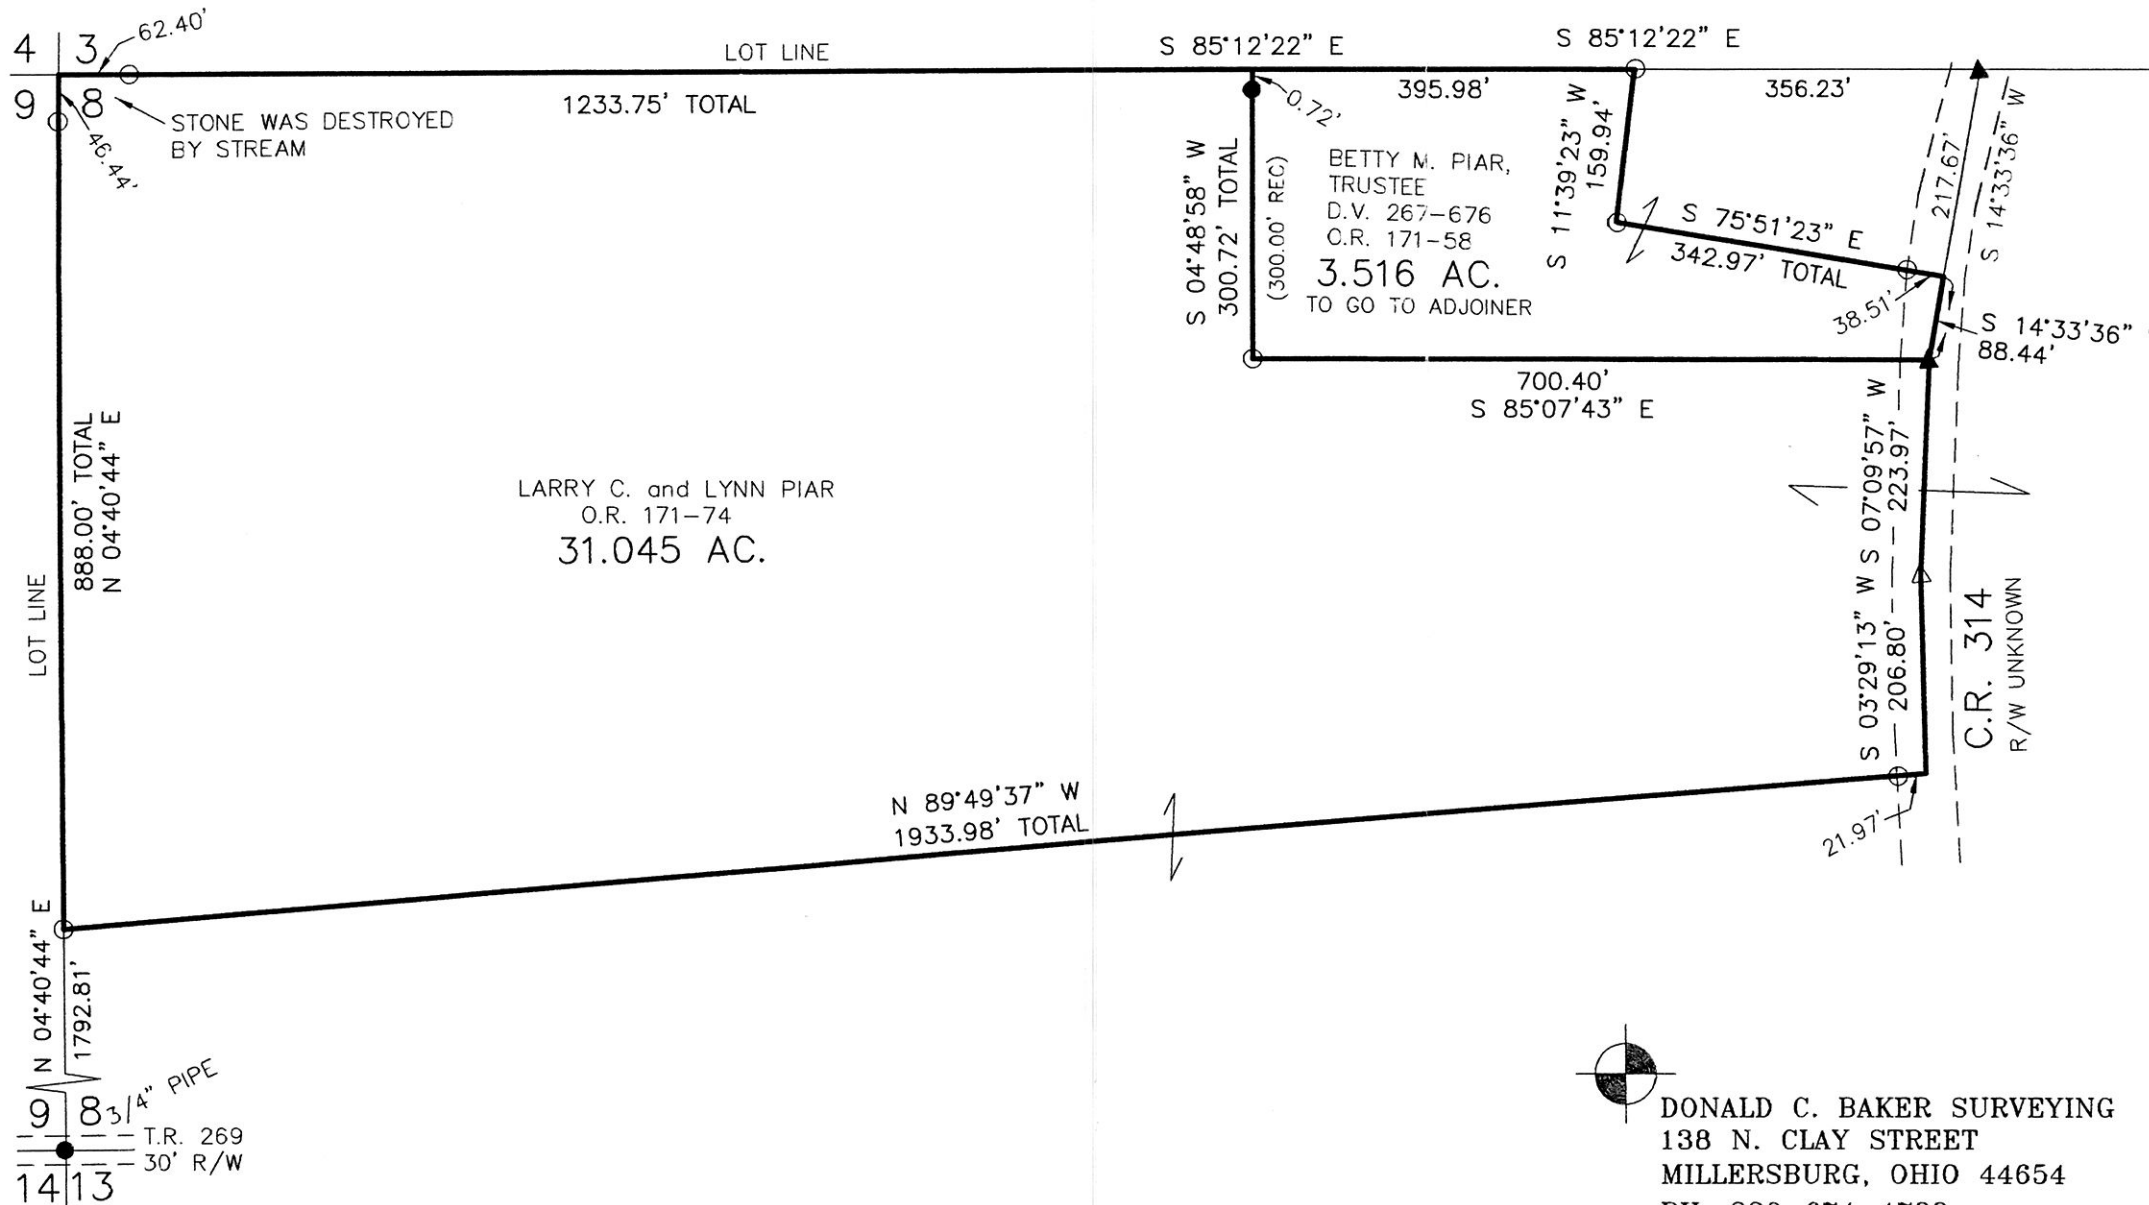 4 3
62.40'
LOT LINE
S 85°12'22" E
S 85°12'22" E
9 8
46.44'
STONE WAS DESTROYED
BY STREAM
1233.75' TOTAL
0.72'
395.98'
356.23'
S 04°48'58" W
300.72' TOTAL
(300.00' REC)
BETTY M. PIAR,
TRUSTEE
D.V. 267-676
O.R. 171-58
3.516 AC.
TO GO TO ADJOINER
S 11°39'23" W
159.94'
S 75°51'23" E
342.97' TOTAL
217.67'
S 14°33'36" W
38.51'
S 14°33'36"
88.44'
700.40'
S 85°07'43" E
888.00' TOTAL
N 04°40'44" E
LOT LINE
LARRY C. and LYNN PIAR
O.R. 171-74
31.045 AC.
S 07°09'57" W
223.97'
S 03°29'13" W
206.80'
C.R. 314
R/W UNKNOWN
N 89°49'37" W
1933.98' TOTAL
21.97'
N 04°40'44" E
1792.81'
9 8
3/4" PIPE
T.R. 269
30' R/W
14 13
DONALD C. BAKER SURVEYING
138 N. CLAY STREET
MILLERSBURG, OHIO 44654